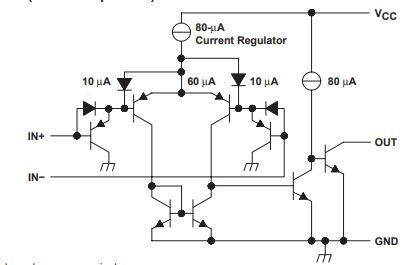 VCC
80-µA
Current Regulator
10 µA
60 µA
10 µA
80 µA
IN+
OUT
IN−
GND